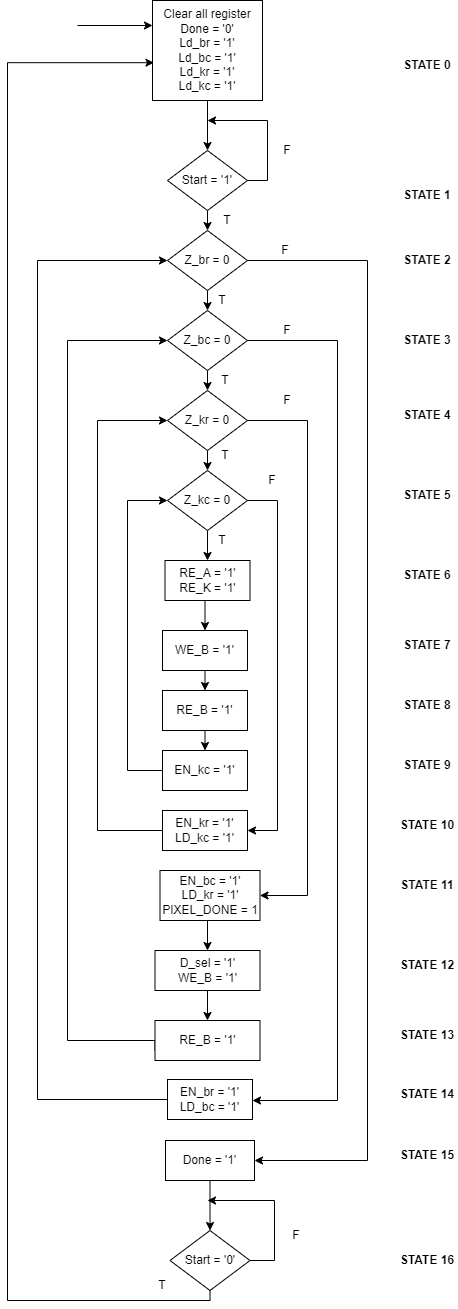 Clear all register
Done = '0'
Ld_br = '1'
Ld_bc = '1'
Ld_kr = '1'
Ld_kc = '1'
STATE 0
F
Start = '1'
STATE 1
T
Z_br = 0
F
STATE 2
T
Z_bc = 0
F
STATE 3
T
Z_kr = 0
F
STATE 4
T
Z_kc = 0
F
STATE 5
T
RE_A = '1'
RE_K = '1'
STATE 6
WE_B = '1'
STATE 7
RE_B = '1'
STATE 8
EN_kc = '1'
STATE 9
EN_kr = '1'
LD_kc = '1'
STATE 10
EN_bc = '1'
LD_kr = '1'
PIXEL_DONE = 1
STATE 11
D_sel = '1'
WE_B = '1'
STATE 12
RE_B = '1'
STATE 13
EN_br = '1'
LD_bc = '1'
STATE 14
Done = '1'
STATE 15
F
Start = '0'
STATE 16
T